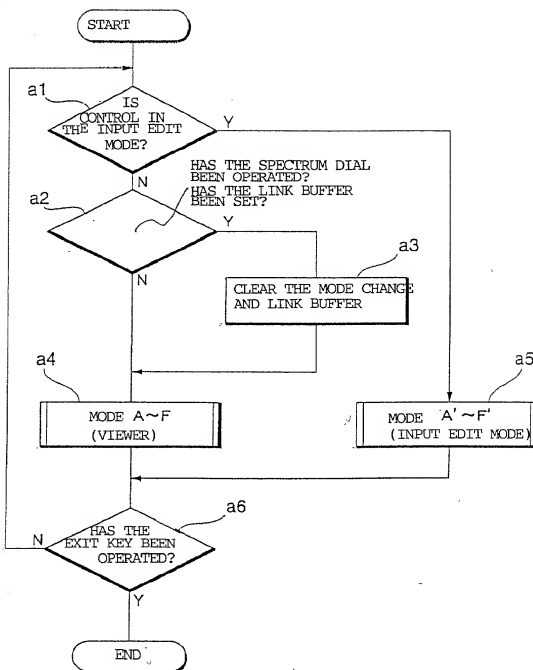 START
a1
IS
CONTROL IN
THE INPUT EDIT
MODE?
Y
N
HAS THE SPECTRUM DIAL
BEEN OPERATED?
HAS THE LINK BUFFER
BEEN SET?
a2
Y
N
a3
CLEAR THE MODE CHANGE
AND LINK BUFFER
a4
MODE A~F
(VIEWER)
a5
MODE A'~F'
(INPUT EDIT MODE)
a6
HAS THE
EXIT KEY BEEN
OPERATED?
N
Y
END